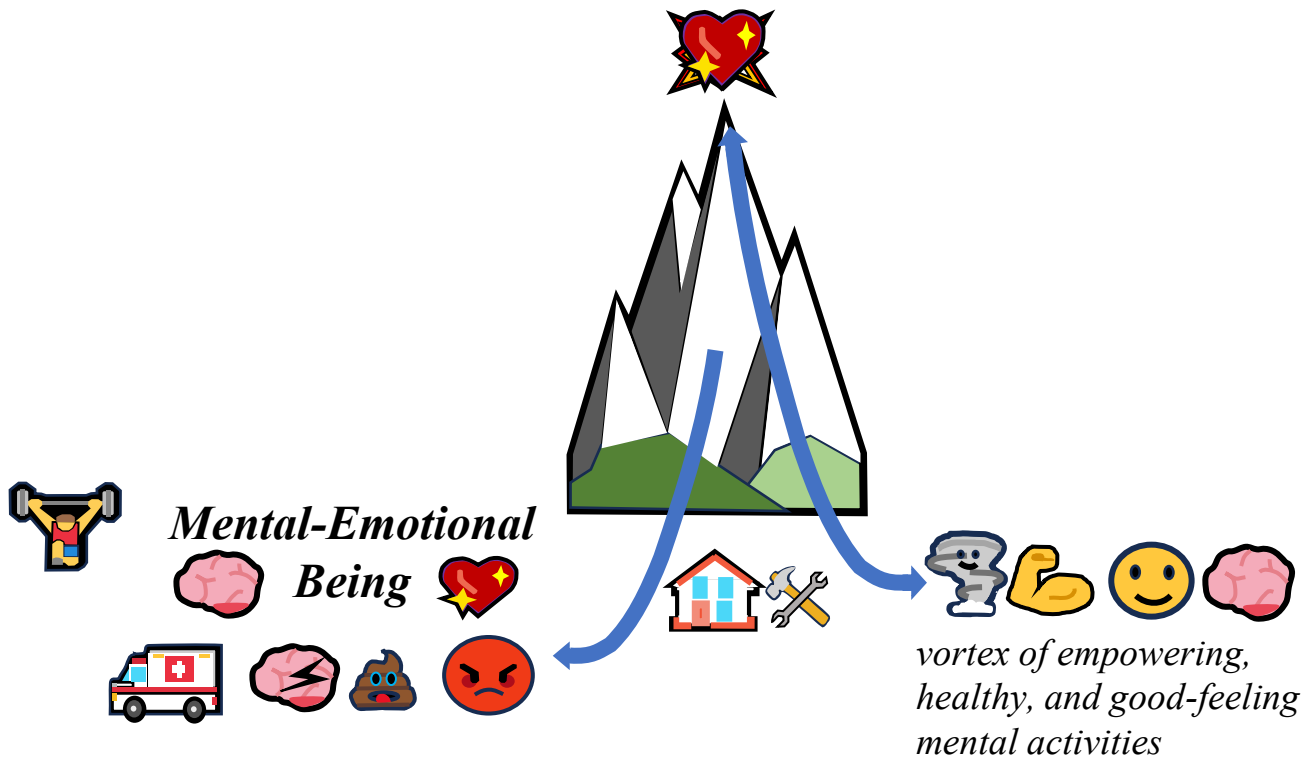 Mental-Emotional
Being
vortex of empowering,
healthy, and good-feeling
mental activities